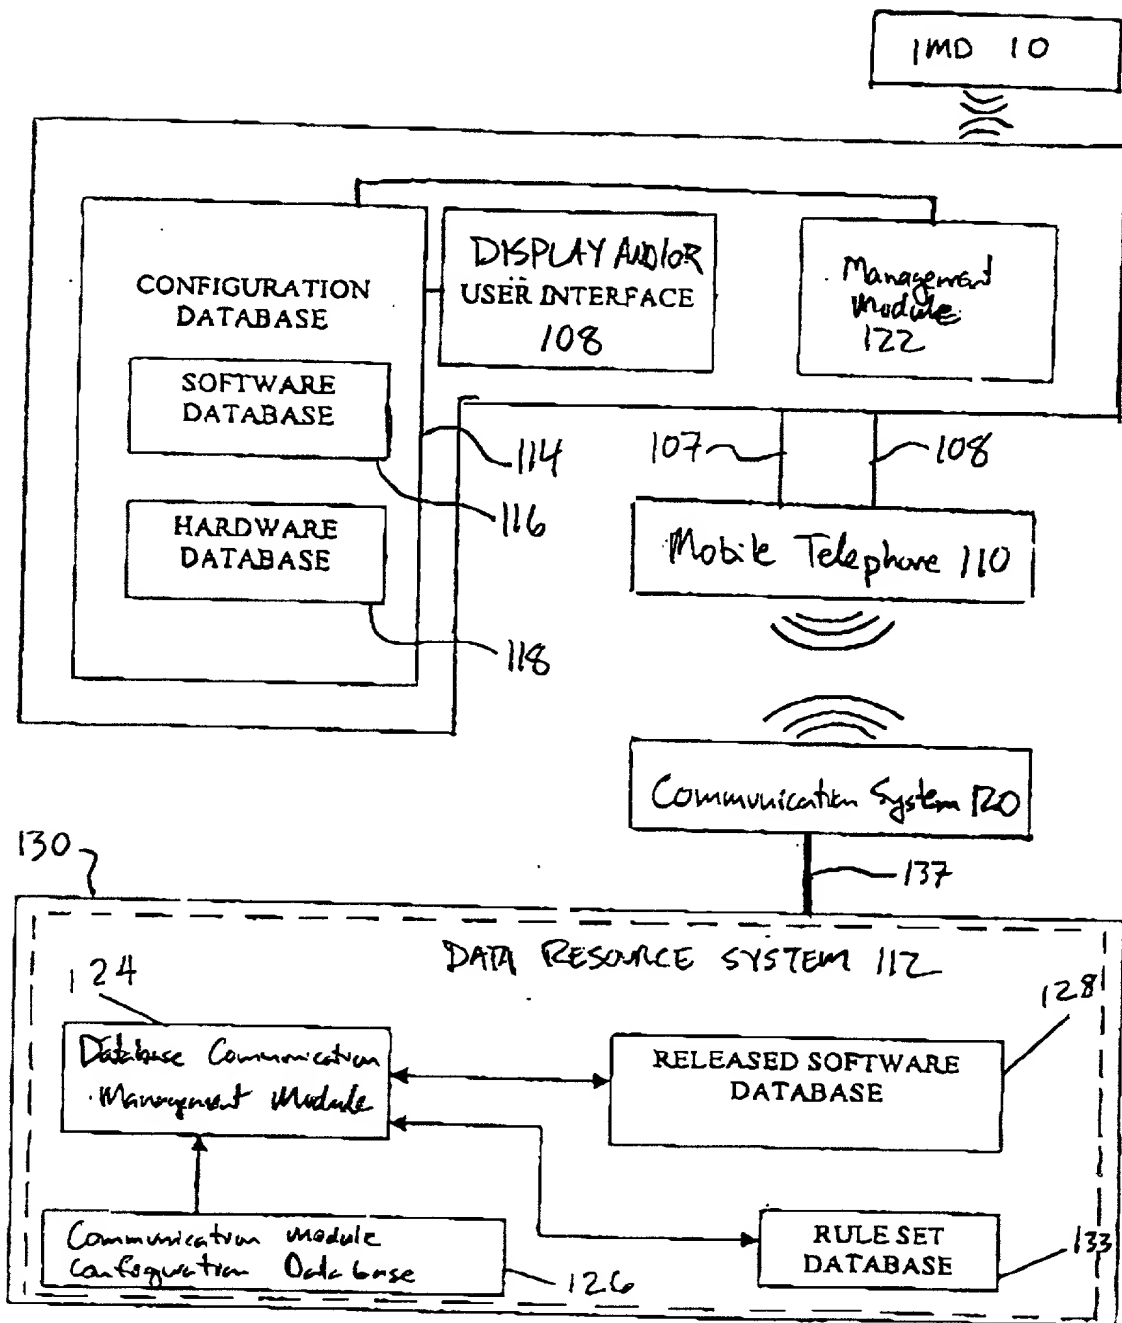 IMD 10
CONFIGURATION
DATABASE
SOFTWARE
DATABASE
HARDWARE
DATABASE
DISPLAY AND/OR
USER INTERFACE
108
Management
Module
122
114
116
118
107
108
Mobile Telephone 110
Communication System 120
137
130
DATA RESOURCE SYSTEM 112
124
Database Communication
Management Module
RELEASED SOFTWARE
DATABASE
128
Communication Module
Configuration Database
126
RULE SET
DATABASE
133